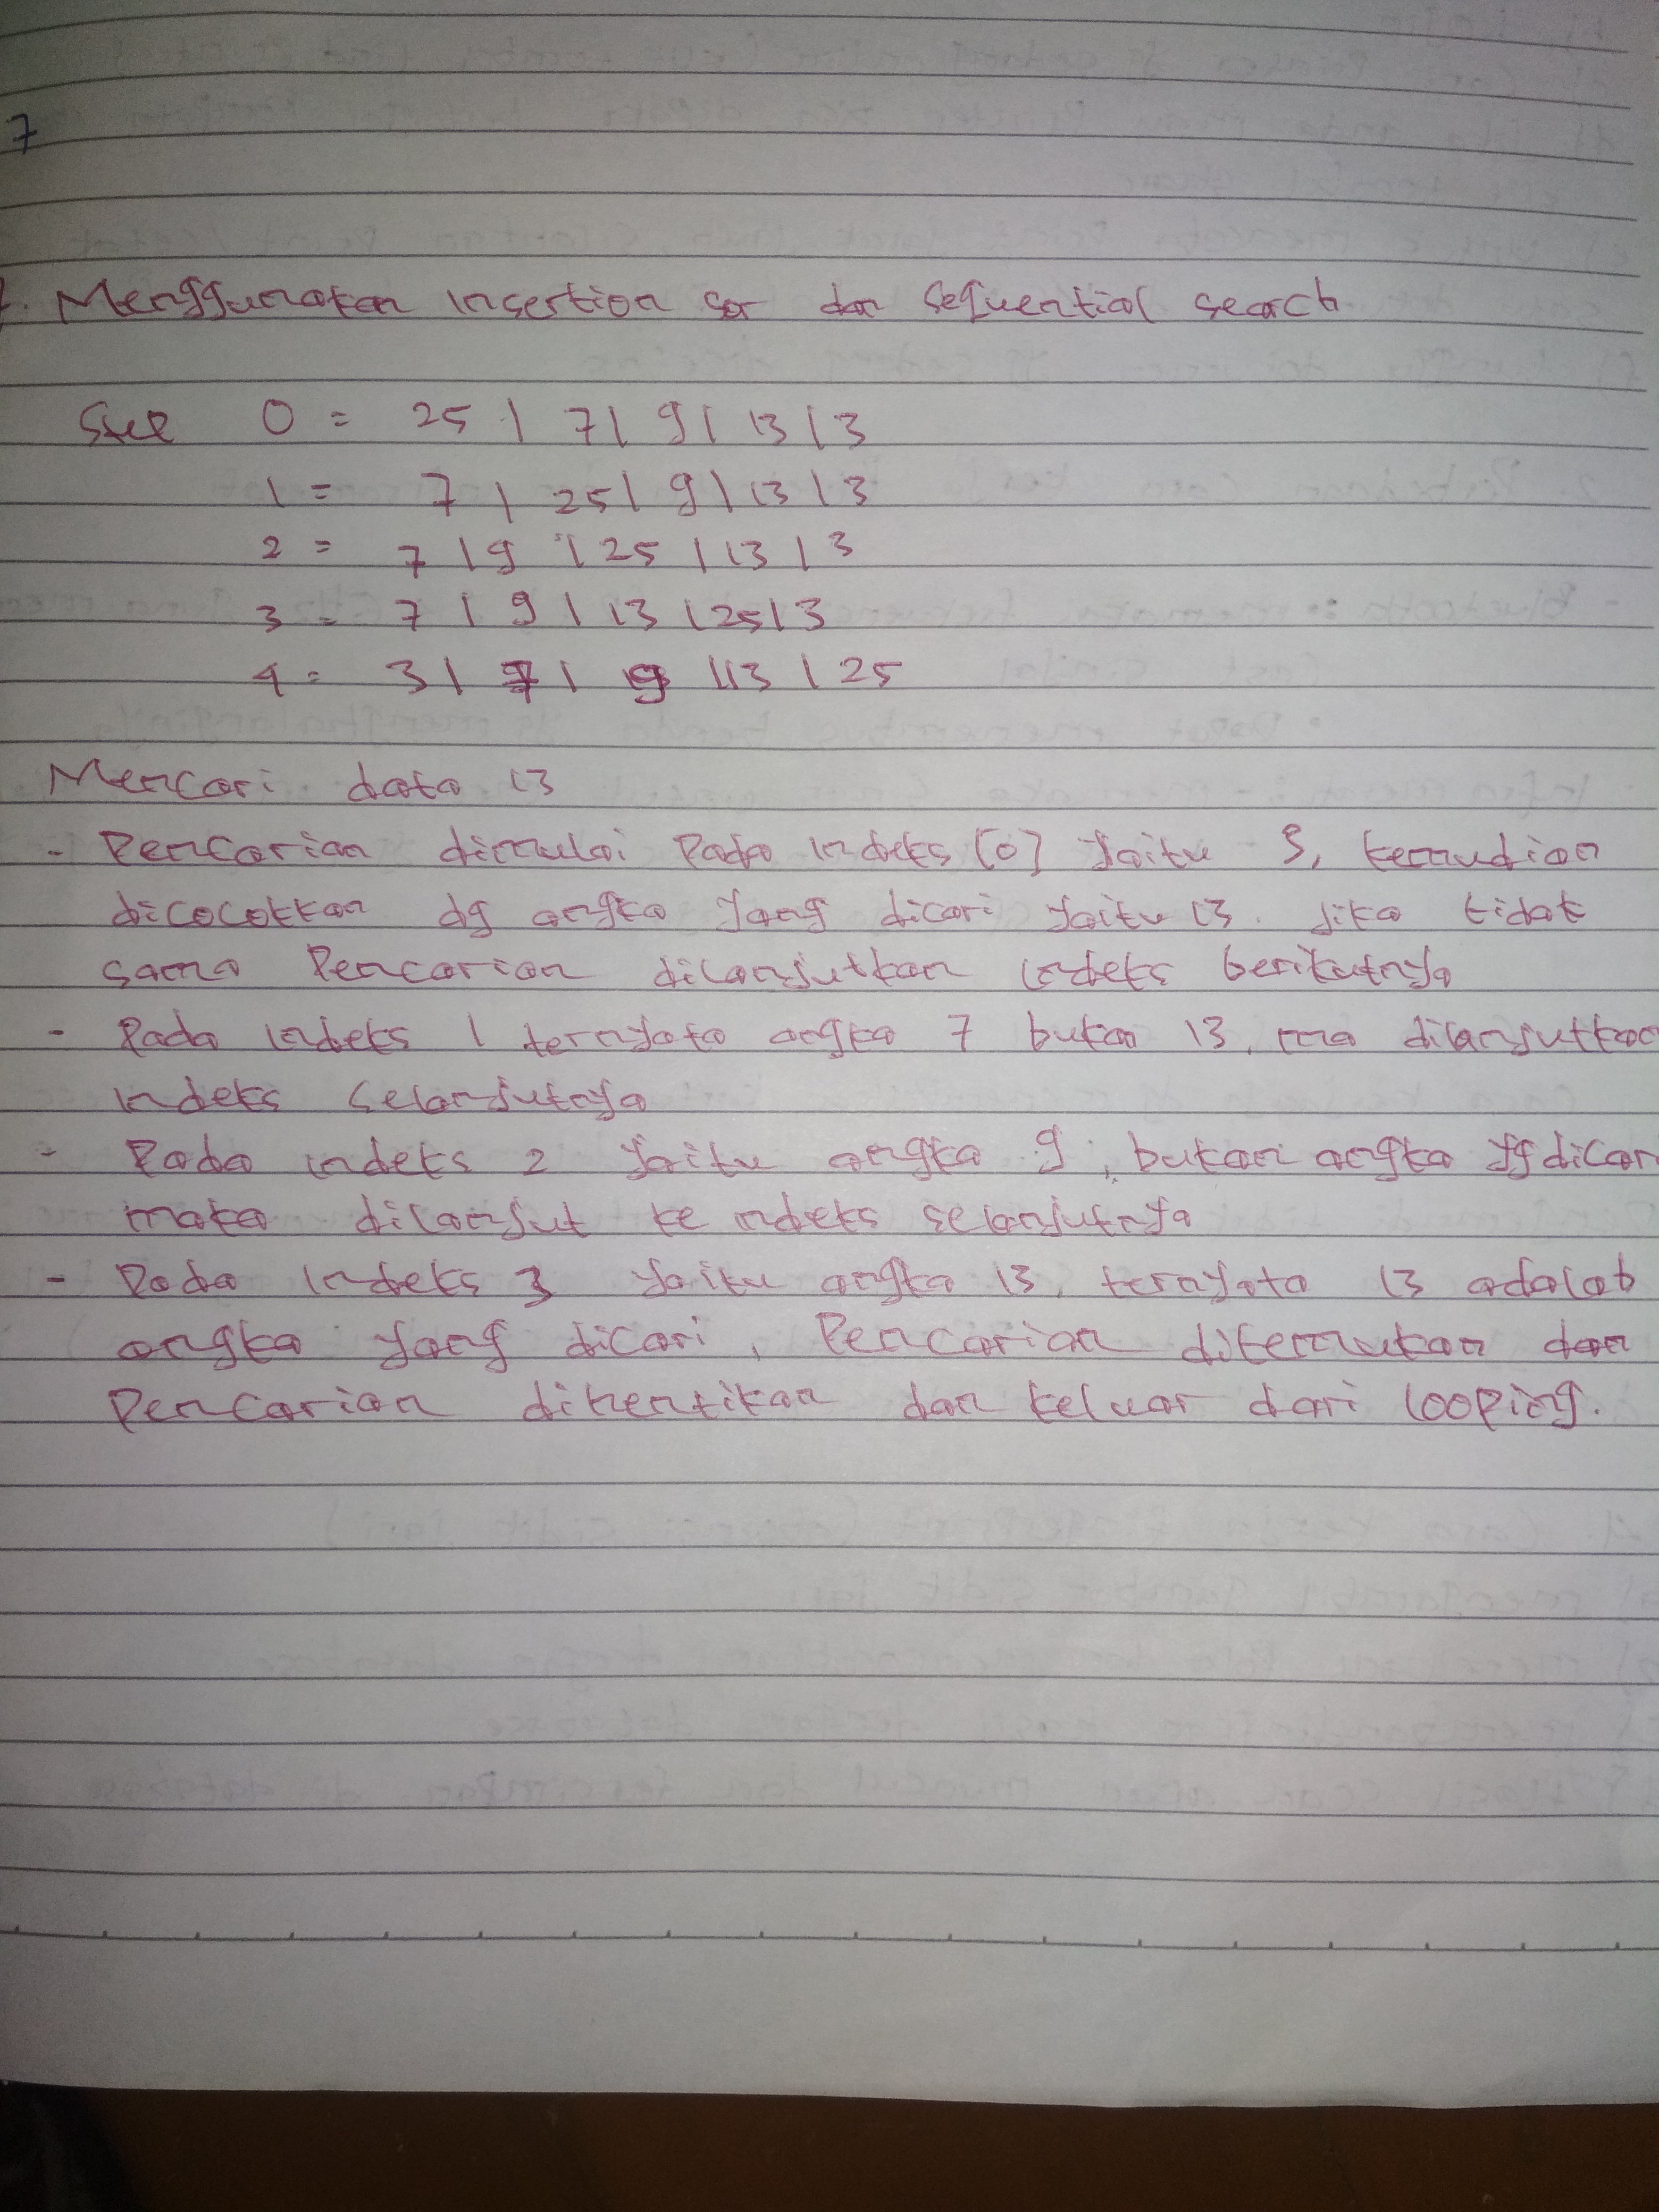 7
Menggunakan insertion sor dan sequential search
Step 0 = 25 | 7 | 9 | 13 | 3
1 = 7 | 25 | 9 | 13 | 3
2 = 7 | 9 | 25 | 13 | 3
3 = 7 | 9 | 13 | 25 | 3
4 = 3 | 7 | 9 | 13 | 25
Mencari data 13
- Pencarian dimulai pada indeks [0] yaitu 3, kemudian
dicocokkan dg angka yang dicari yaitu 13. jika tidak
sama pencarian dilanjutkan indeks berikutnya
- Pada indeks 1 ternyata angka 7 bukan 13, ma dilanjutkan
indeks selanjutnya
- Pada indeks 2 yaitu angka 9, bukan angka yg dicari
maka dilanjut ke indeks selanjutnya
- Pada indeks 3 yaitu angka 13, ternyata 13 adalah
angka yang dicari, Pencarian ditemukan dan
pencarian dihentikan dan keluar dari looping.